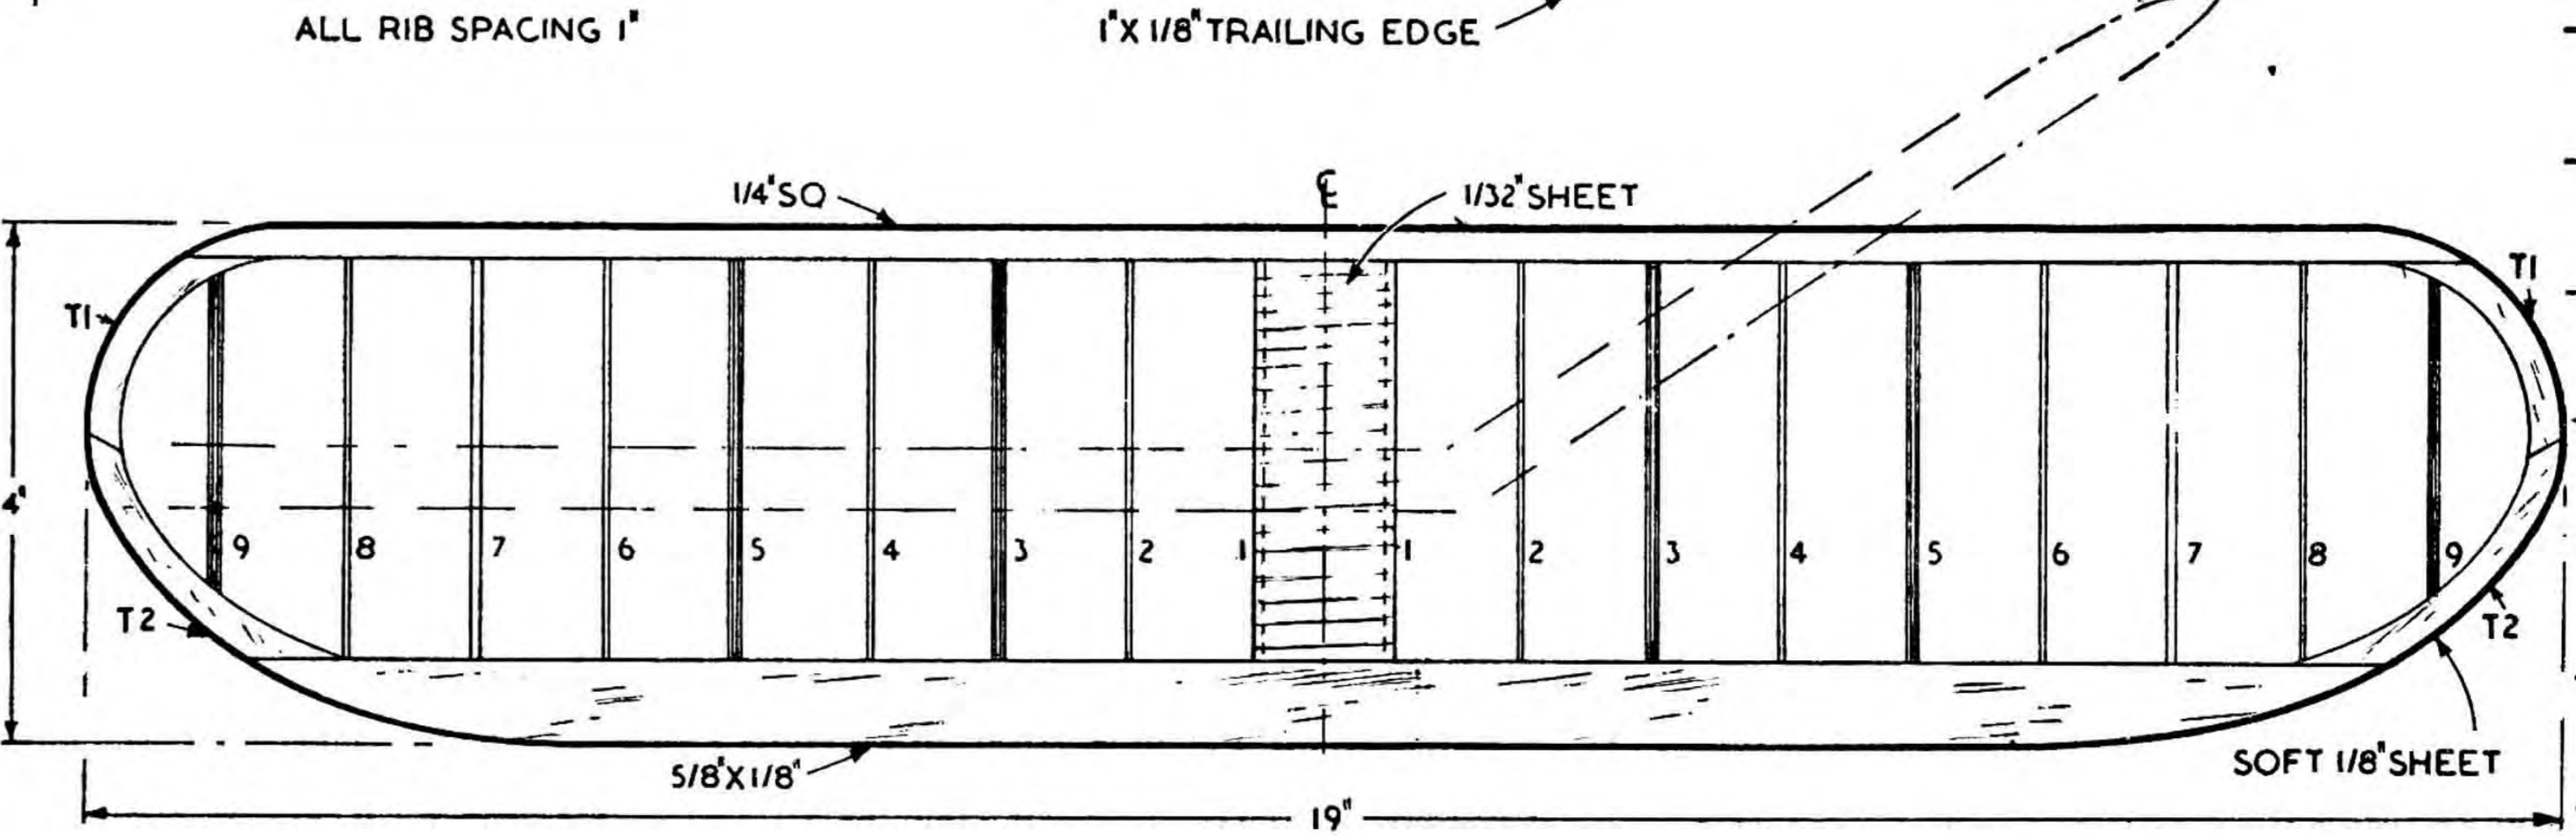 ALL RIB SPACING 1"
1"X 1/8" TRAILING EDGE
1/4" SQ
℄
1/32" SHEET
T1
T1
4"
9 8 7 6 5 4 3 2 1 1 2 3 4 5 6 7 8 9
T2
T2
5/8"X 1/8"
SOFT 1/8" SHEET
19"